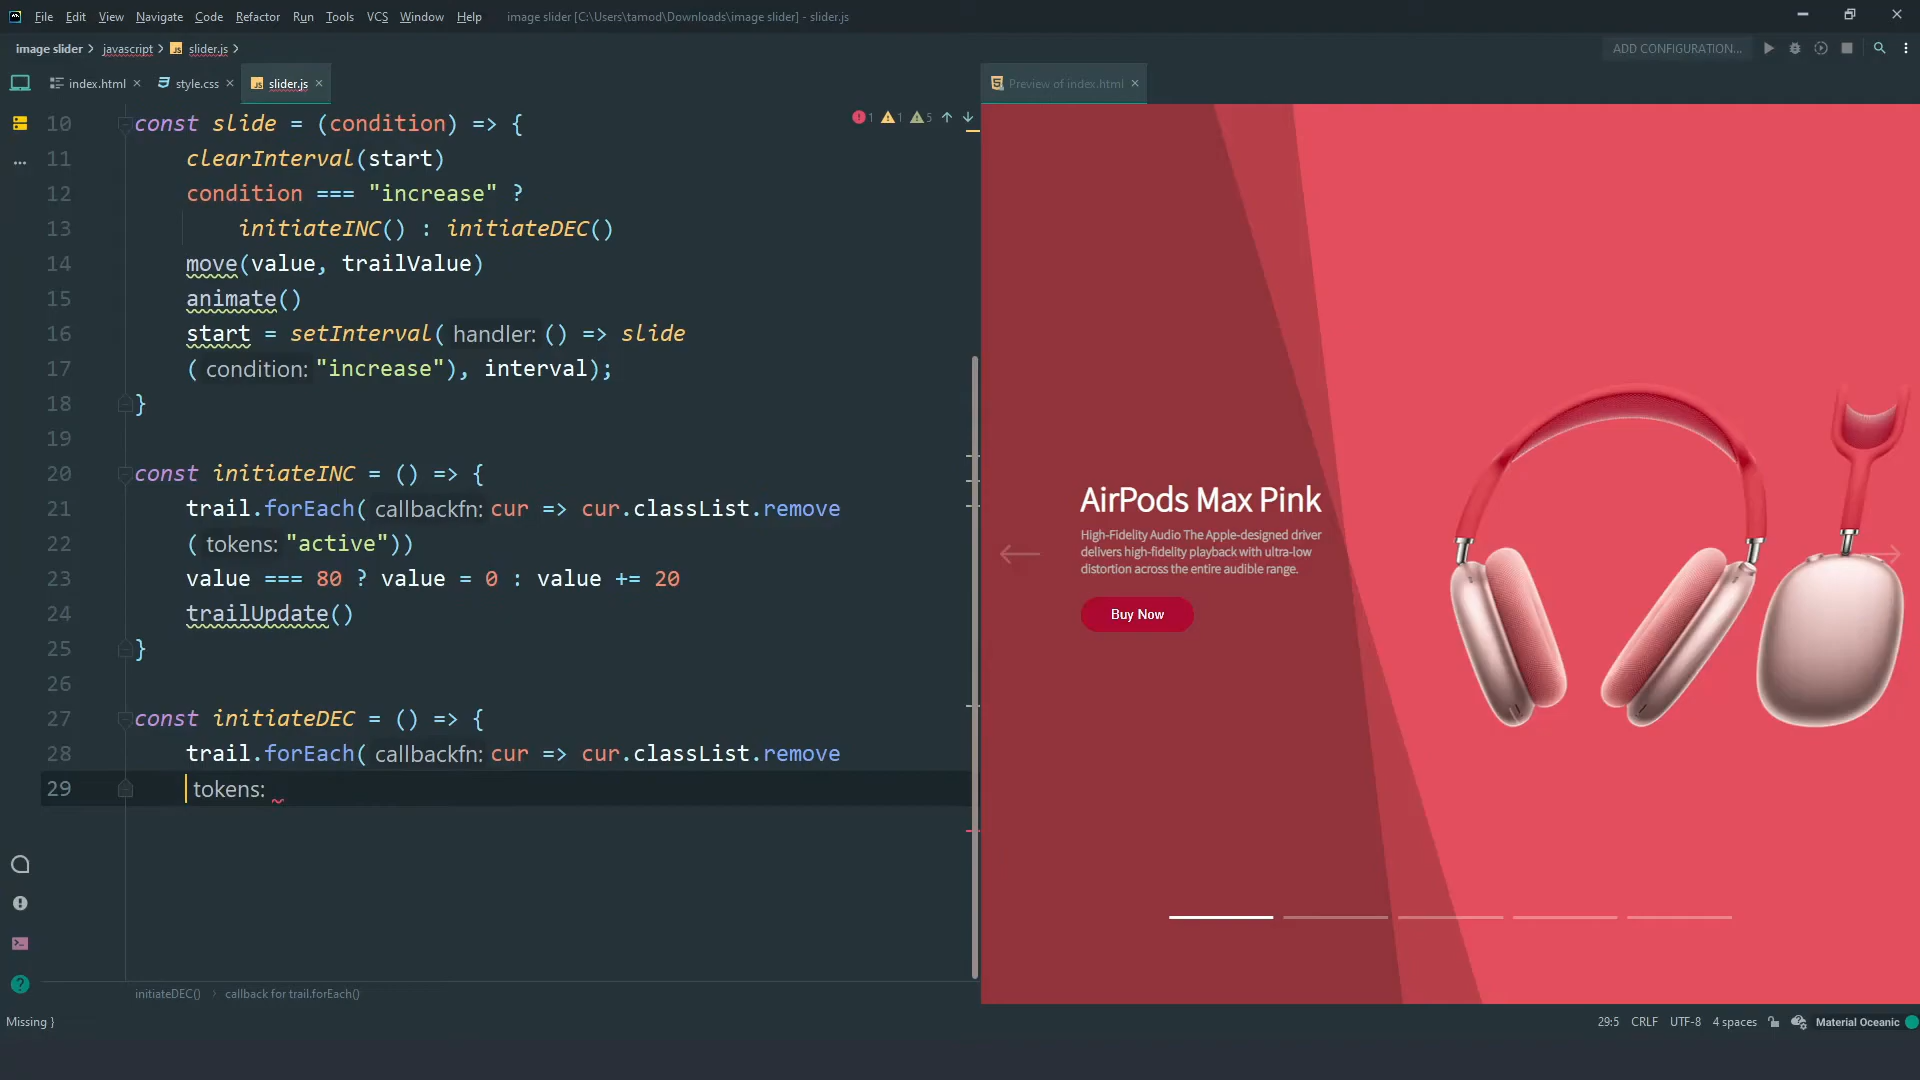 File Edit View Navigate Code Refactor Run Tools VCS Window Help image slider [C:\Users\tamod\Downloads\image slider] - slider.js
image slider javascript JS slider.js ADD CONFIGURATION...
index.html style.css JS slider.js Preview of index.html
1 1 5
10 const slide = (condition) => {
11 clearInterval(start)
12 condition === "increase" ?
13 initiateINC() : initiateDEC()
14 move(value, trailValue)
15 animate()
16 start = setInterval( handler: () => slide
17 ( condition: "increase"), interval);
18 }
19
20 const initiateINC = () => {
21 trail.forEach( callbackfn: cur => cur.classList.remove
22 ( tokens: "active"))
23 value === 80 ? value = 0 : value += 20
24 trailUpdate()
25 }
26
27 const initiateDEC = () => {
28 trail.forEach( callbackfn: cur => cur.classList.remove
29 tokens:
initiateDEC() callback for trail.forEach()
AirPods Max Pink
High-Fidelity Audio The Apple-designed driver
delivers high-fidelity playback with ultra-low
distortion across the entire audible range.
Buy Now
Missing }
29:5 CRLF UTF-8 4 spaces Material Oceanic